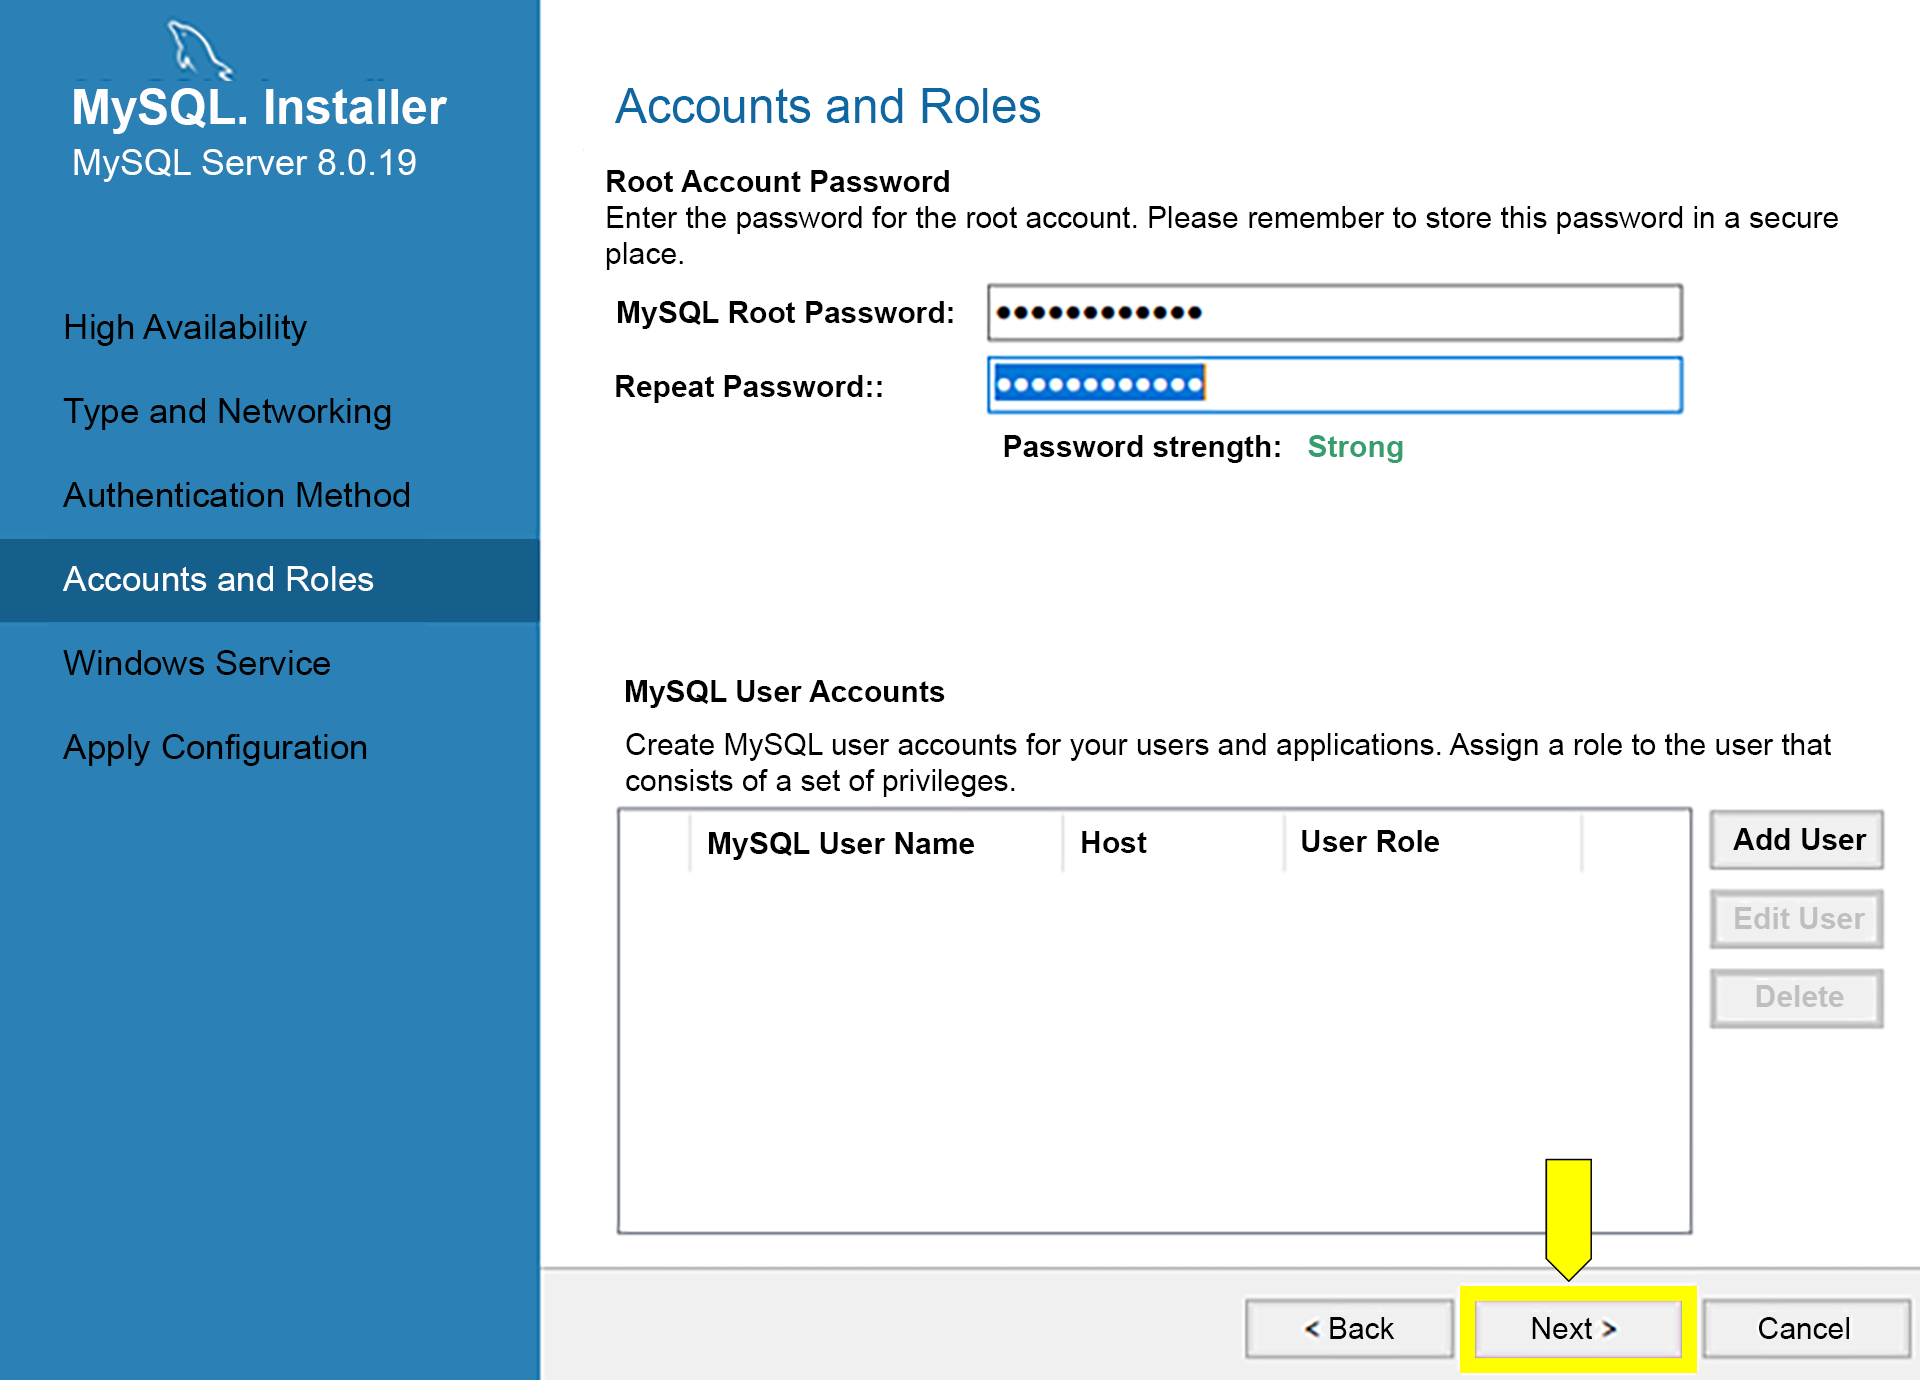 MySQL. Installer
MySQL Server 8.0.19
High Availability
Type and Networking
Authentication Method
Accounts and Roles
Windows Service
Apply Configuration
Accounts and Roles
Root Account Password
Enter the password for the root account. Please remember to store this password in a secure
place.
MySQL Root Password: ●●●●●●●●●●●●
Repeat Password:: ●●●●●●●●●●●●
Password strength: Strong
MySQL User Accounts
Create MySQL user accounts for your users and applications. Assign a role to the user that
consists of a set of privileges.
MySQL User Name Host User Role
Add User
Edit User
Delete
< Back Next > Cancel